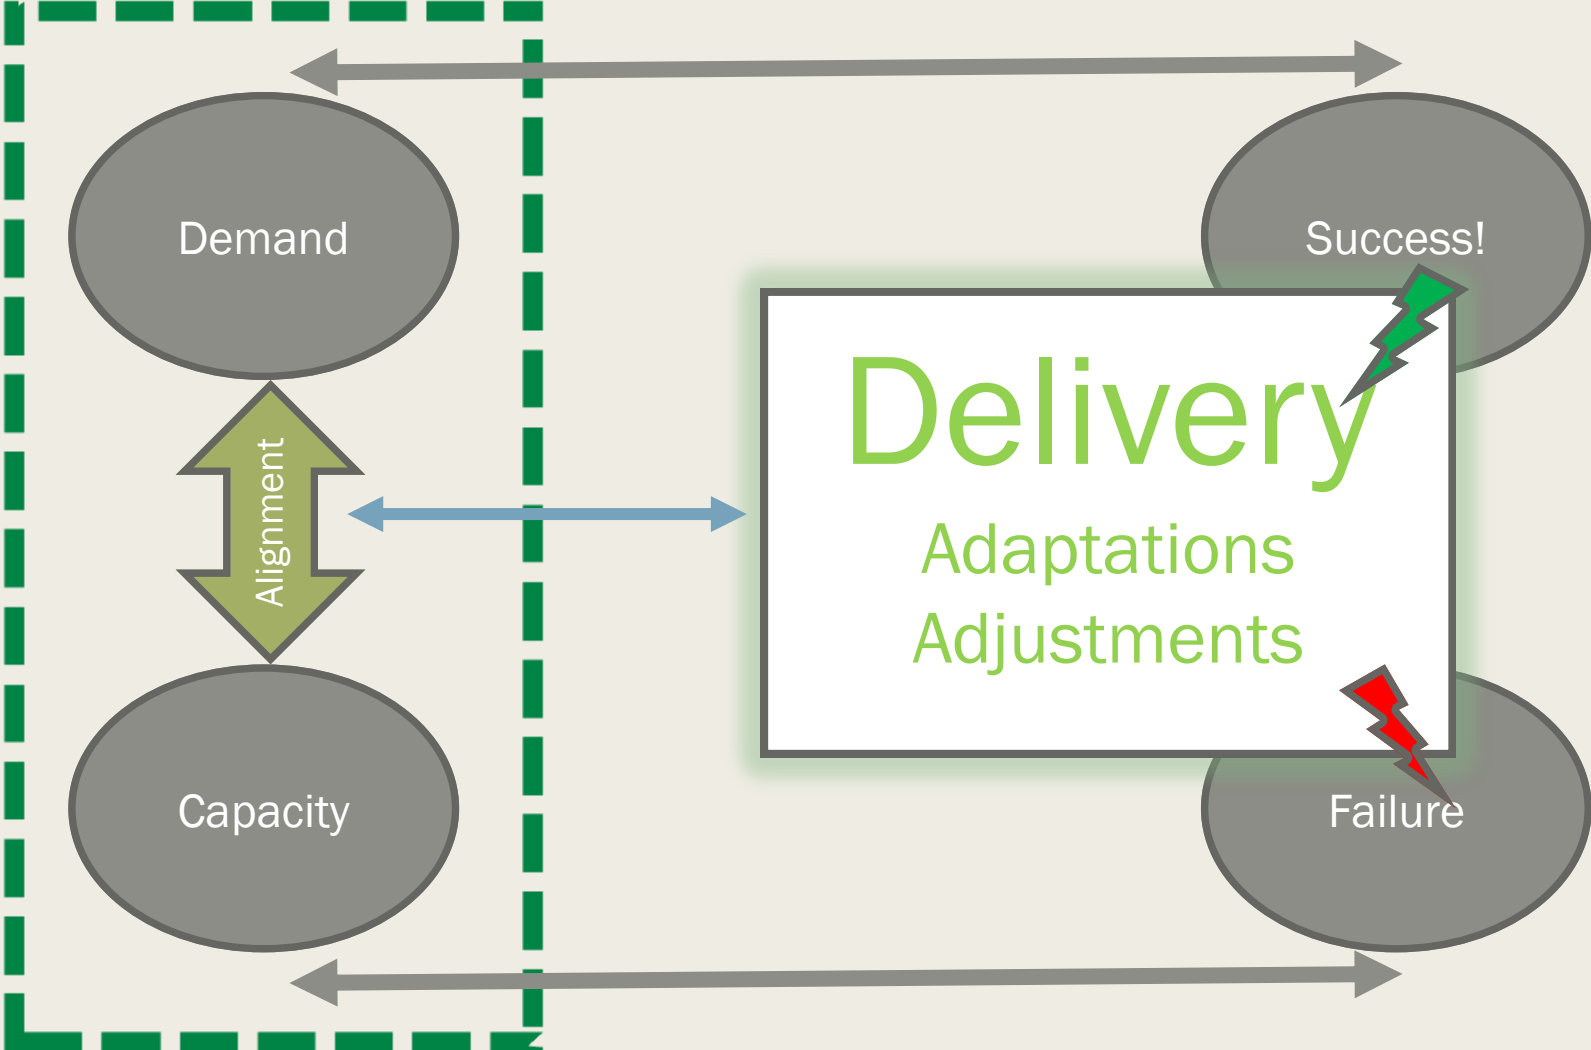 Demand
Success!
Delivery
Alignment
Adaptations
Adjustments
Capacity
Failure